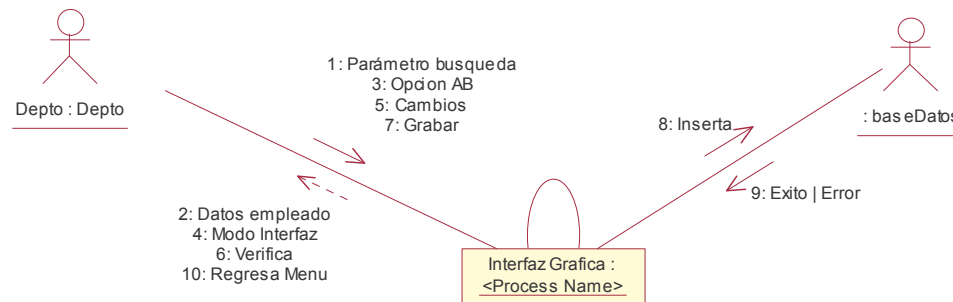 1: Parámetro busqueda
3: Opcion AB
5: Cambios
7: Grabar
Depto : Depto
8: Inserta
: baseDatos
9: Exito | Error
2: Datos empleado
4: Modo Interfaz
6: Verifica
10: Regresa Menu
Interfaz Grafica :
<Process Name>